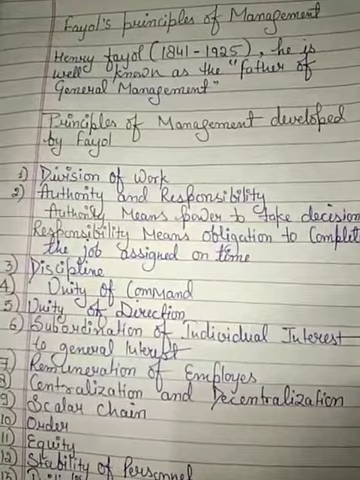 Fayol's principles of Management
Henry fayol (1841-1925), he is
well known as the "father of
General Management"
Principles of Management developed
by Fayol
1) Division of Work
2) Authority and Responsibility
Authority Means power to take decision
Responsibility Means obligation to Complet
the job assigned on time
3) Discipline
4) Unity of Command
5) Unity of Direction
6) Subordination of Individual Interest
to general Interest
7) Remuneration of Employes
8) Centralization and Decentralization
9) Scalar Chain
10) Order
11) Equity
12) Stability of Personnel
13)